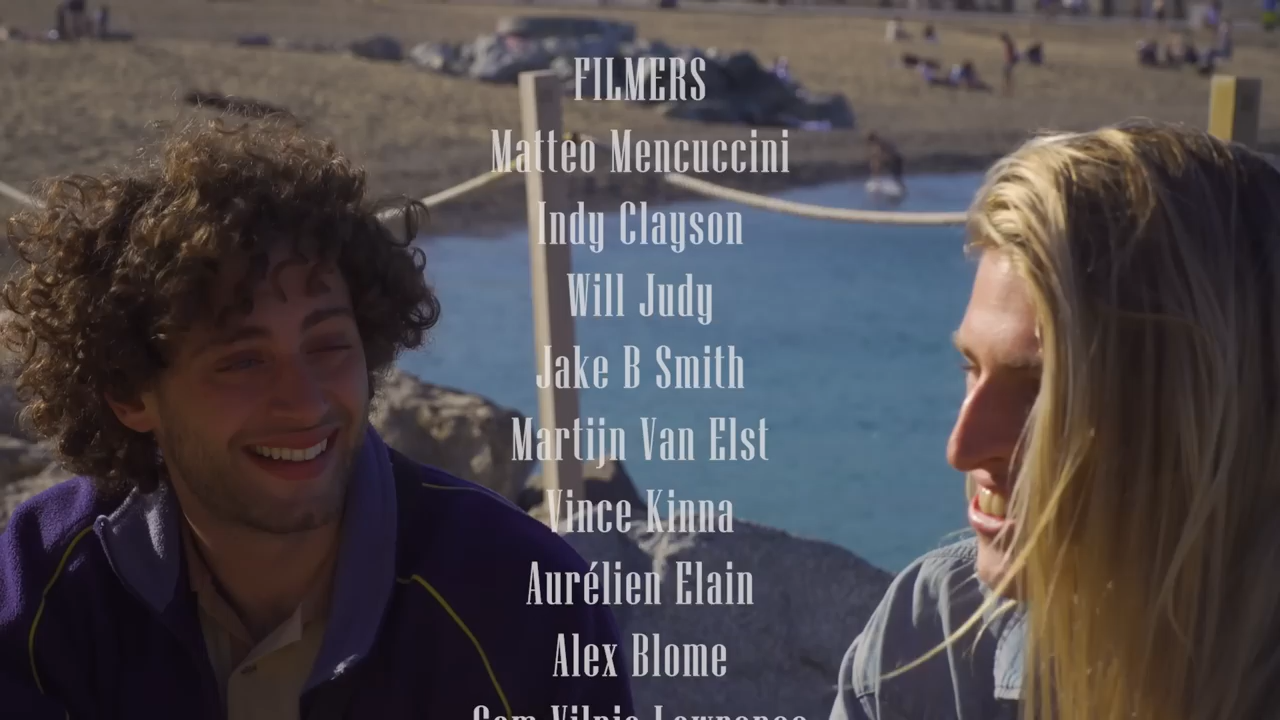 FILMERS
Matteo Mencuccini
Indy Clayson
Will Judy
Jake B Smith
Martijn Van Elst
Vince Kinna
Aurélien Elain
Alex Blome